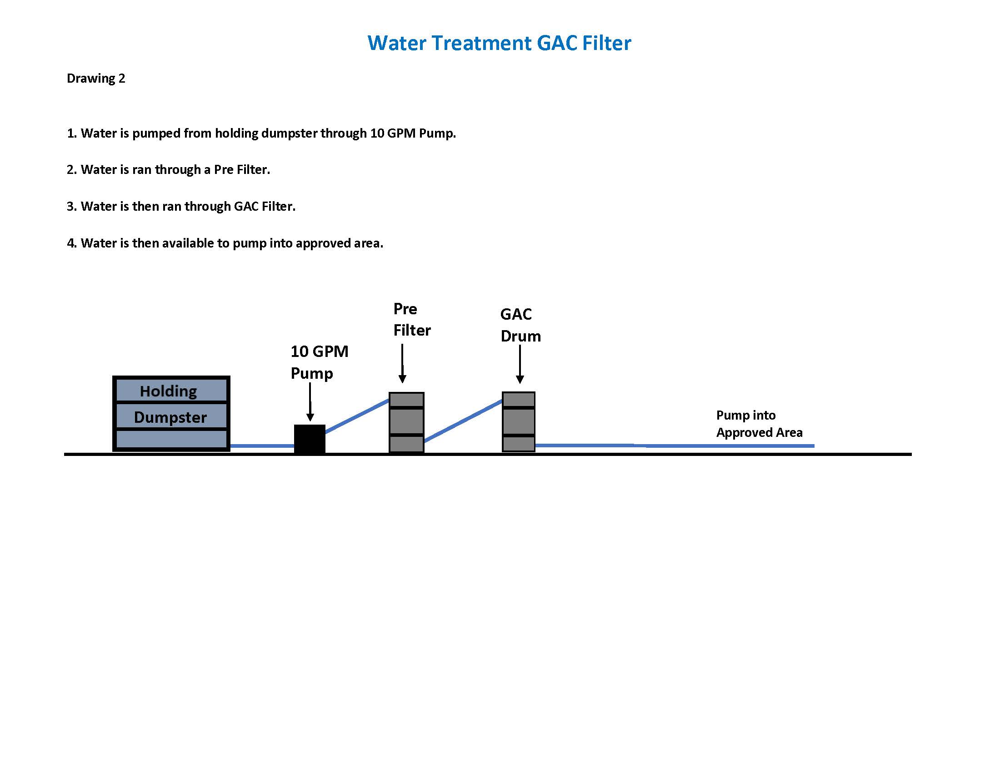 Water Treatment GAC Filter
Drawing 2
1. Water is pumped from holding dumpster through 10 GPM Pump.
2. Water is ran through a Pre Filter.
3. Water is then ran through GAC Filter.
4. Water is then available to pump into approved area.
Pre
Filter
GAC
Drum
10 GPM
Pump
Holding
Dumpster
Pump into
Approved Area